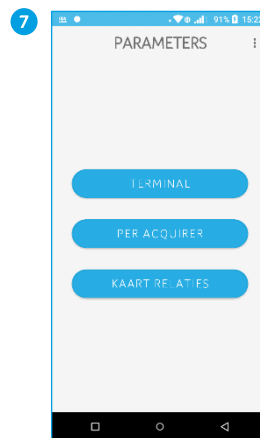 7
91% 15:22
PARAMETERS
TERMINAL
PER ACQUIRER
KAART RELATIES